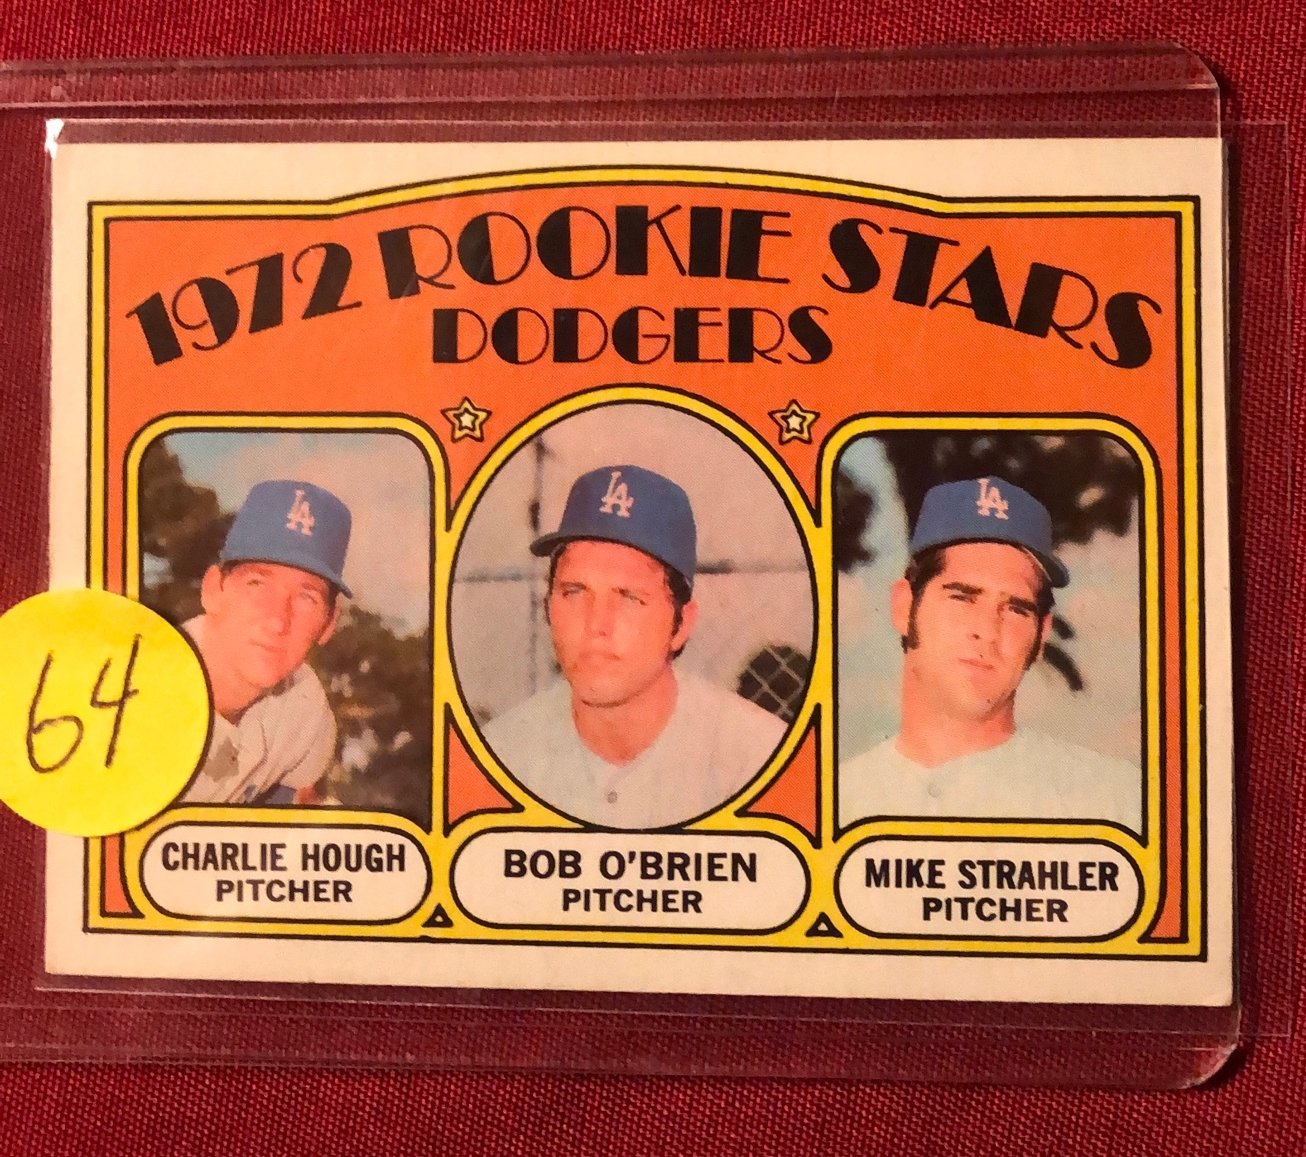 1972 ROOKIE STARS
DODGERS
LA
LA
LA
64
CHARLIE HOUGH
PITCHER
BOB O'BRIEN
PITCHER
MIKE STRAHLER
PITCHER